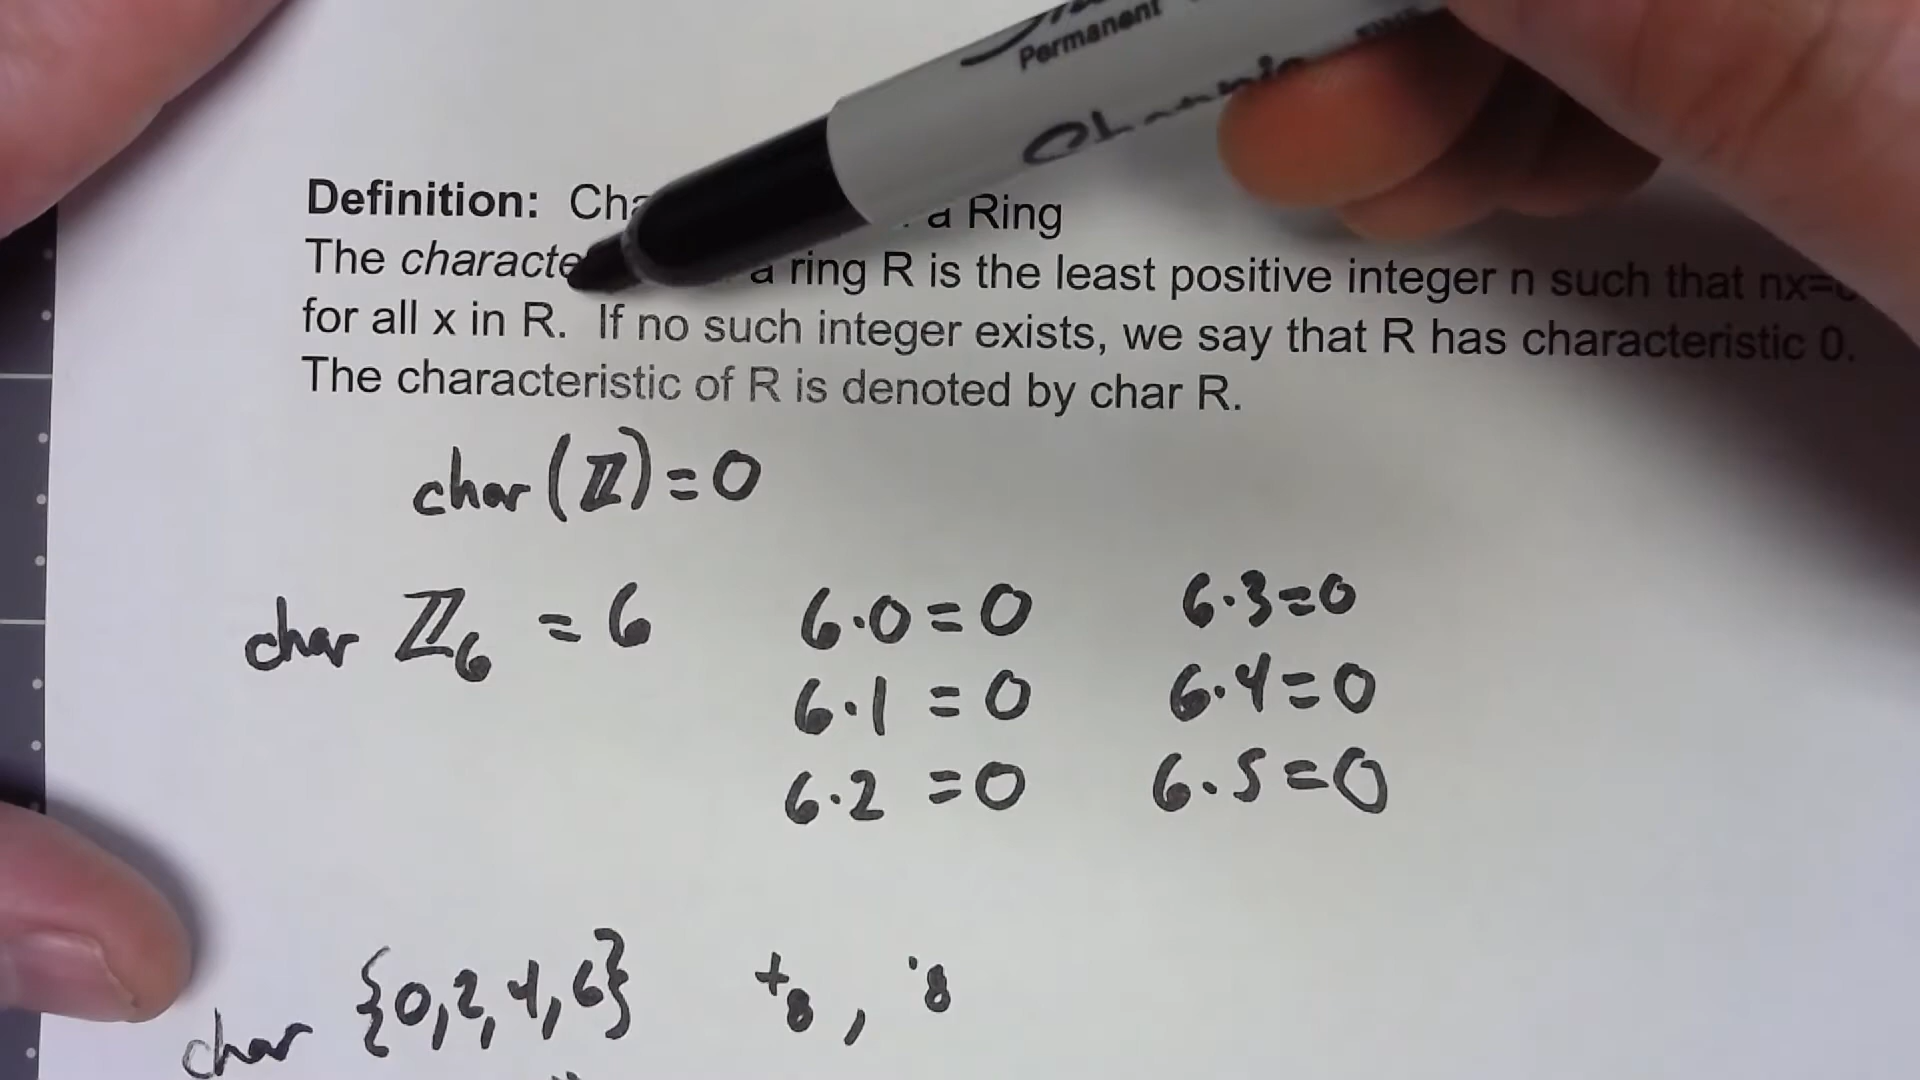 Permanent
Definition: a Ring
The a ring R is the least positive integer n such that nx=0
for all x in R. If no such integer exists, we say that R has characteristic 0.
The characteristic of R is denoted by char R.
char (ℤ) = 0
char ℤ₆ = 6
6·0=0
6·1=0
6·2=0
6·3=0
6·4=0
6·5=0
char {0,2,4,6} +₈, ·₈